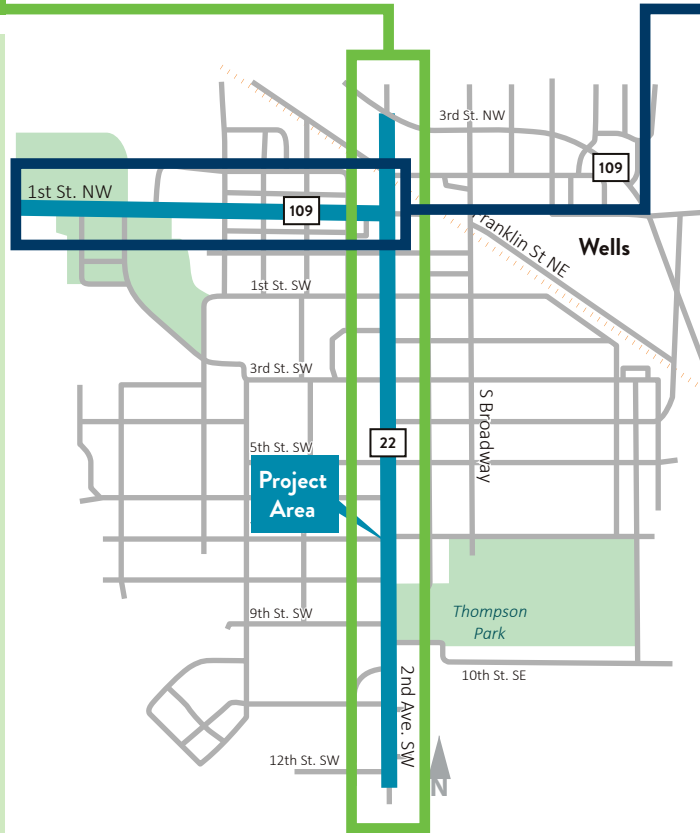 3rd St. NW
109
1st St. NW
109
Franklin St NE
Wells
1st St. SW
3rd St. SW
S Broadway
22
5th St. SW
Project
Area
Thompson
Park
9th St. SW
10th St. SE
2nd Ave. SW
12th St. SW
N